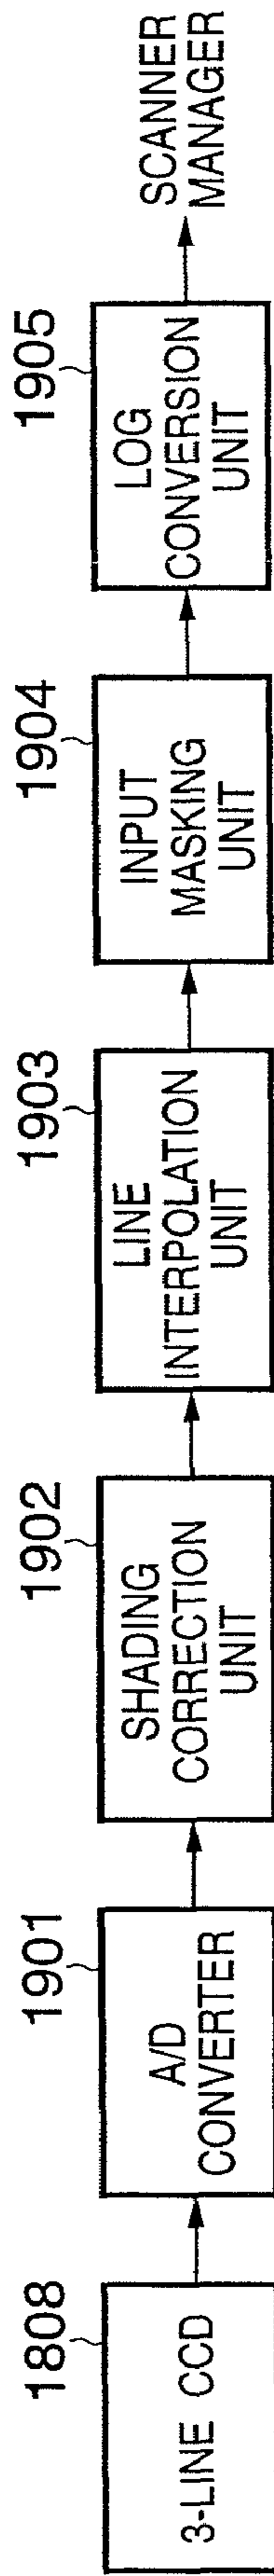 1808
3-LINE CCD
1901
A/D
CONVERTER
1902
SHADING
CORRECTION
UNIT
1903
LINE
INTERPOLATION
UNIT
1904
INPUT
MASKING
UNIT
1905
LOG
CONVERSION
UNIT
SCANNER
MANAGER